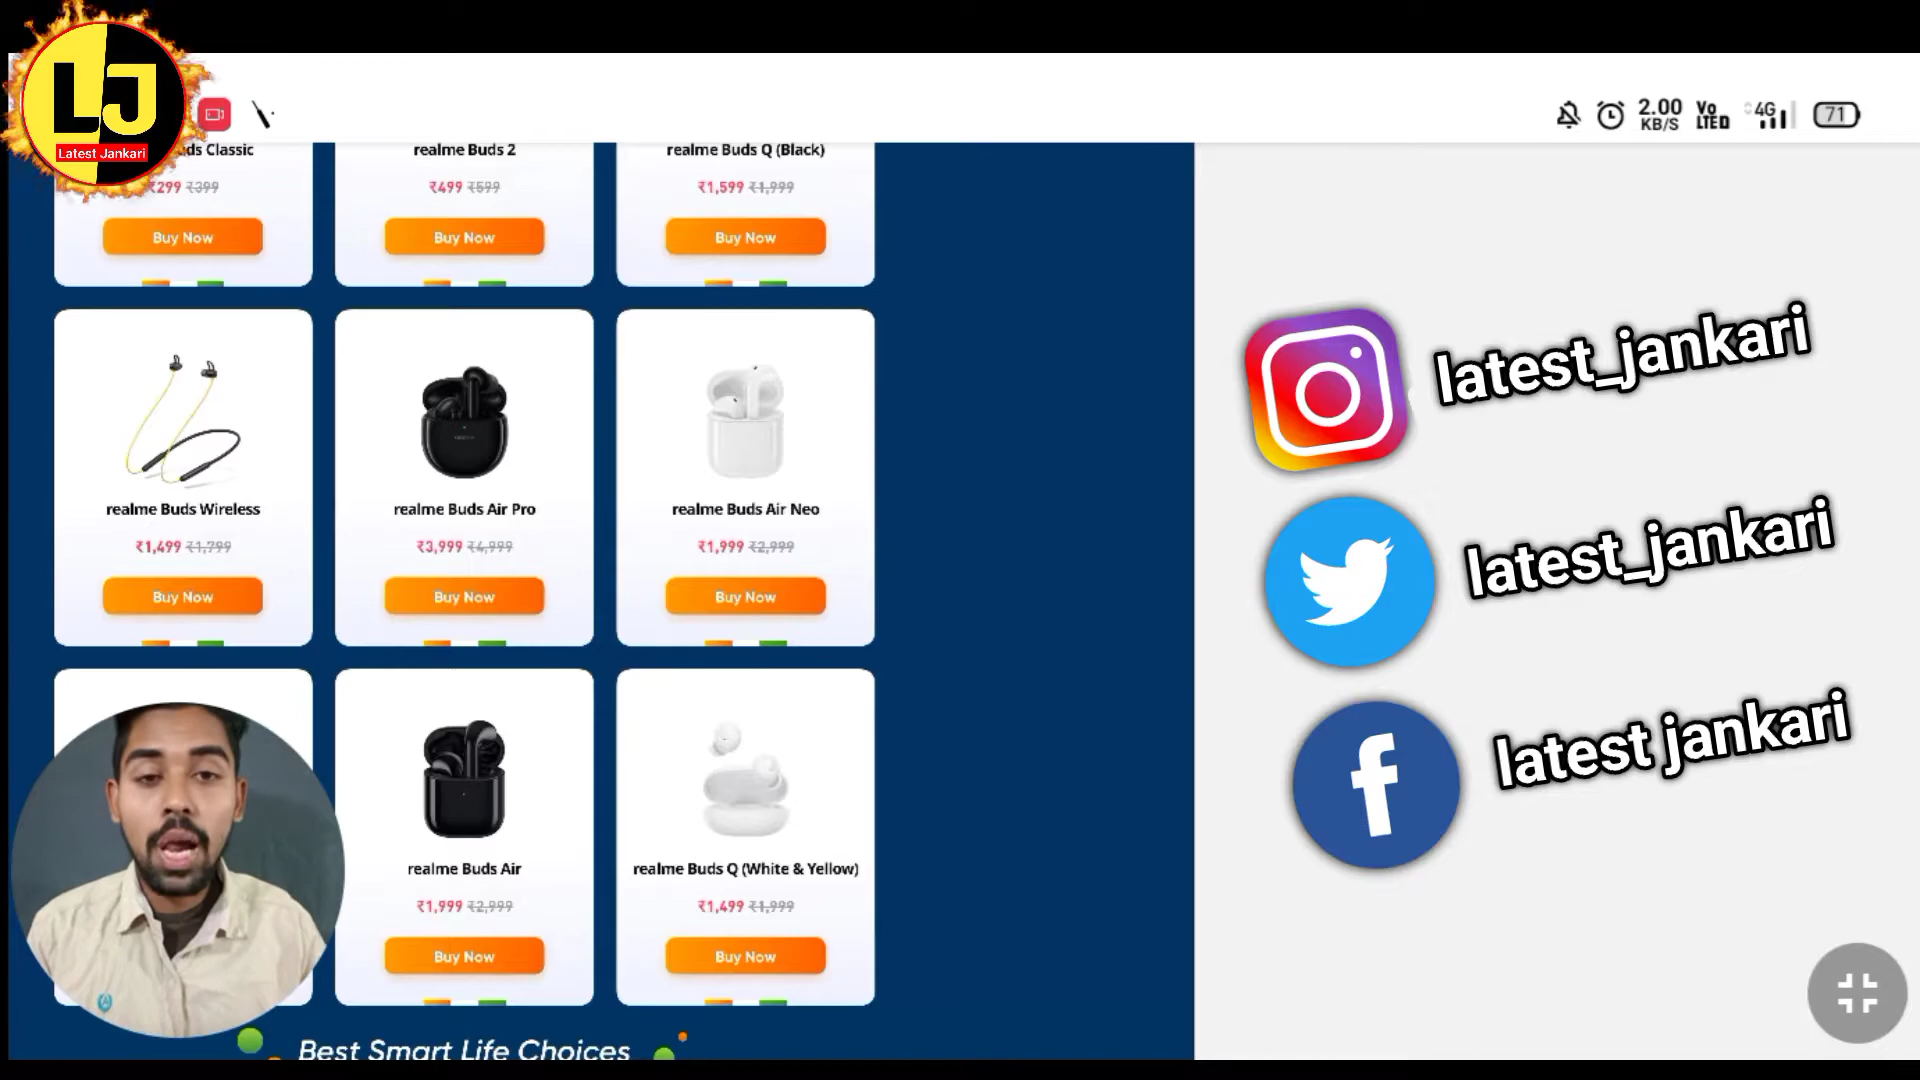 LJ
Latest Jankari
2.00
KB/S
Vo
LTE
4G
71
ds Classic
₹299 ₹399
Buy Now
realme Buds 2
₹499 ₹599
Buy Now
realme Buds Q (Black)
₹1,599 ₹1,999
Buy Now
realme Buds Wireless
₹1,499 ₹1,799
Buy Now
realme Buds Air Pro
₹3,999 ₹4,999
Buy Now
realme Buds Air Neo
₹1,999 ₹2,999
Buy Now
realme Buds Air
₹1,999 ₹2,999
Buy Now
realme Buds Q (White & Yellow)
₹1,499 ₹1,999
Buy Now
Best Smart Life Choices
latest_jankari
latest_jankari
latest jankari